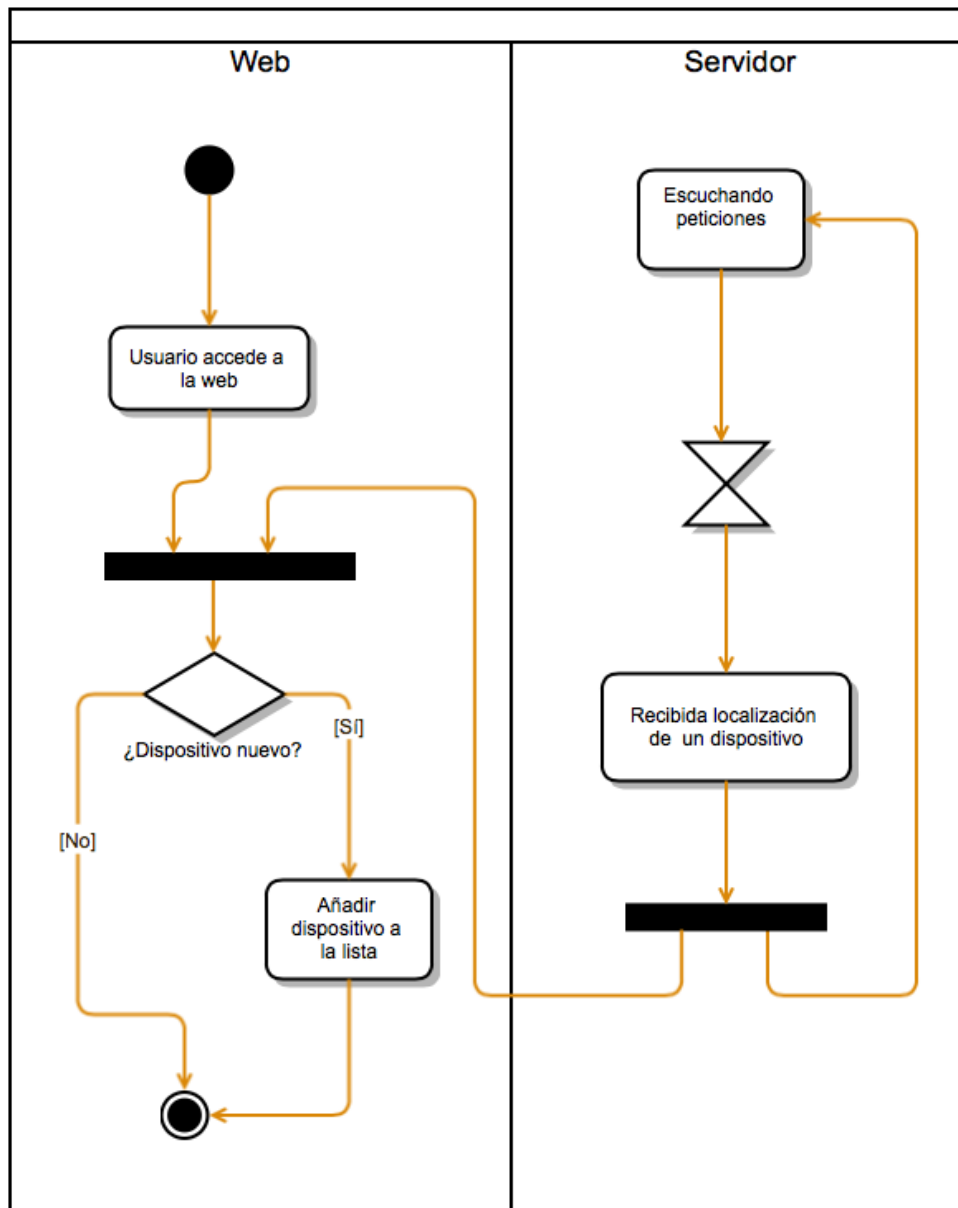 Web
Servidor
Escuchando
peticiones
Usuario accede a
la web
¿Dispositivo nuevo?
[SÍ]
[No]
Recibida localización
de un dispositivo
Añadir
dispositivo a
la lista